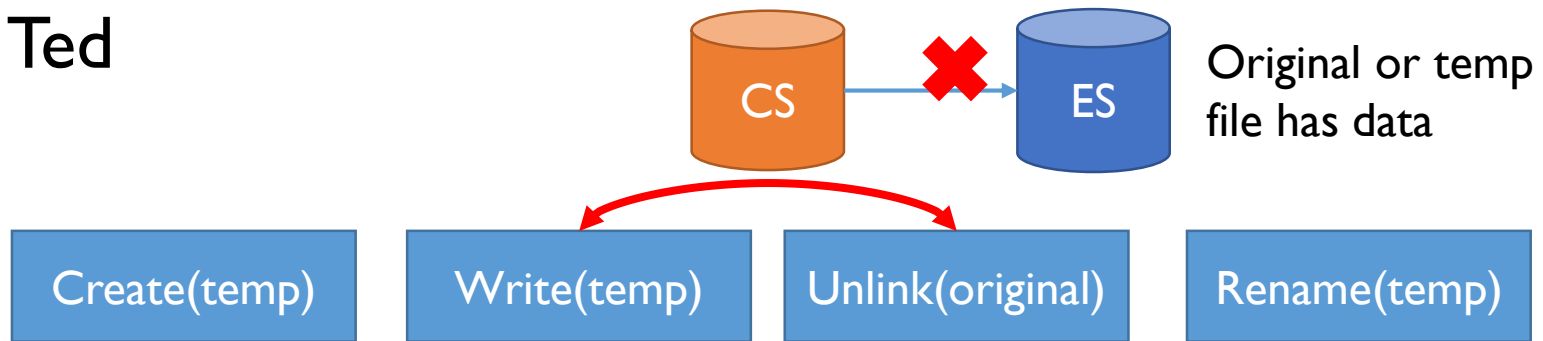 Ted
CS
ES
Original or temp
file has data
Create(temp)
Write(temp)
Unlink(original)
Rename(temp)